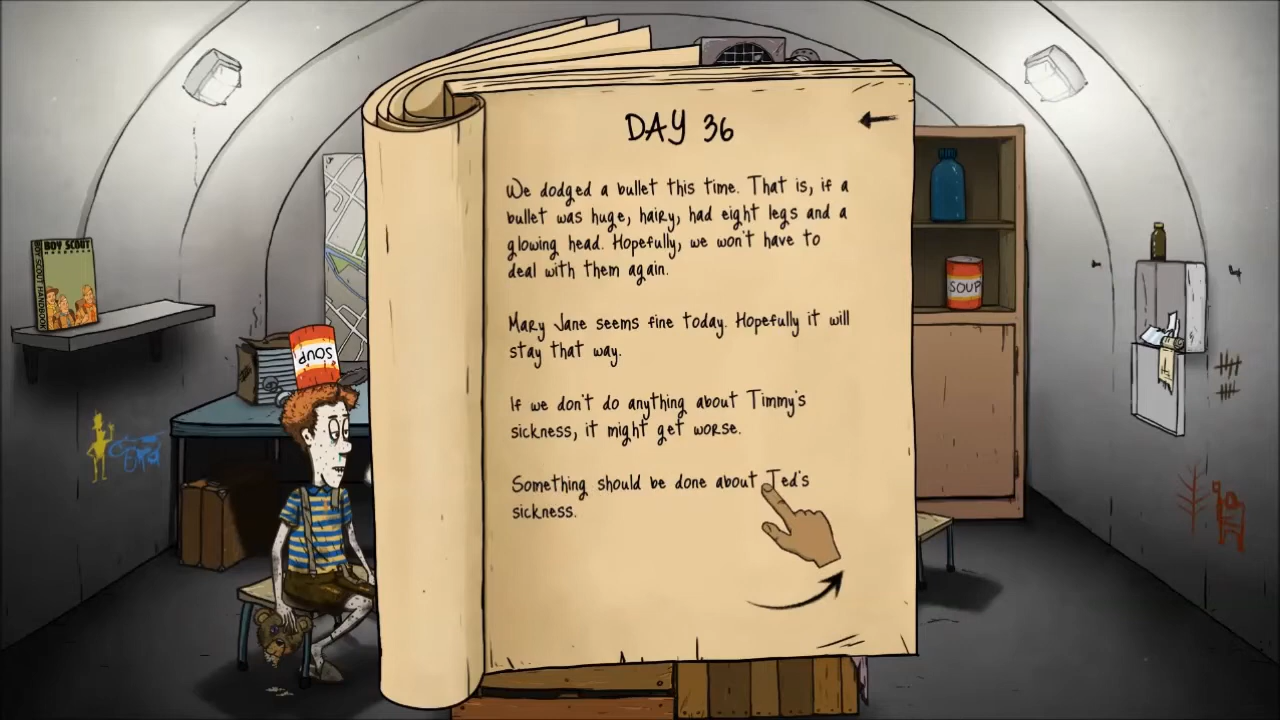 DAY 36
We dodged a bullet this time. That is, if a
bullet was huge, hairy, had eight legs and a
glowing head. Hopefully, we won't have to
deal with them again.
Mary Jane seems fine today. Hopefully it will
stay that way.
If we don't do anything about Timmy's
sickness, it might get worse.
Something should be done about Ted's
sickness.
BOY SCOUT
BOY SCOUT HANDBOOK
SOUP
SOUP